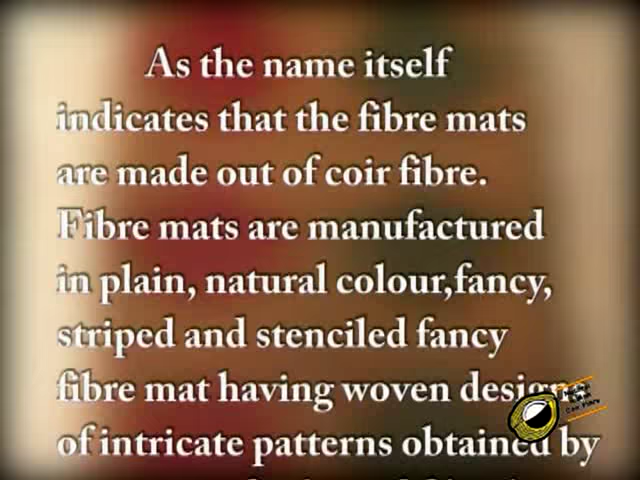 As the name itself
indicates that the fibre mats
are made out of coir fibre.
Fibre mats are manufactured
in plain, natural colour,fancy,
striped and stenciled fancy
fibre mat having woven designs
of intricate patterns obtained by